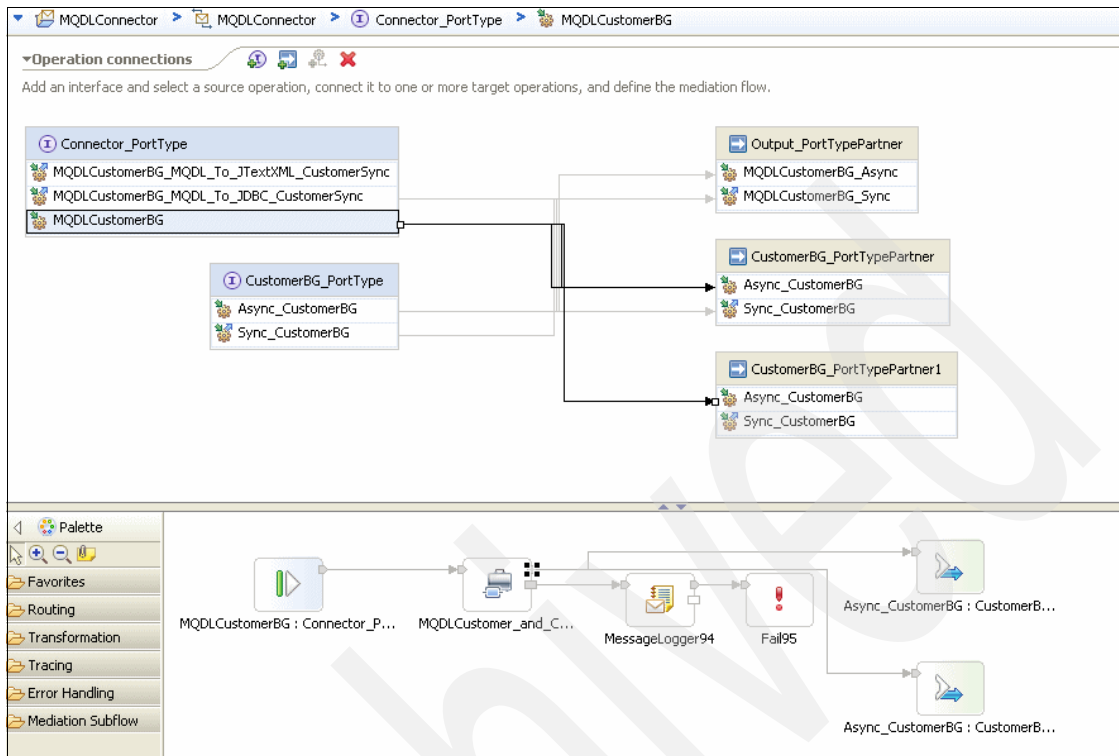 MQDLConnector > MQDLConnector > Connector_PortType > MQDLCustomerBG
Operation connections
Add an interface and select a source operation, connect it to one or more target operations, and define the mediation flow.
Connector_PortType
MQDLCustomerBG_MQDL_To_JTextXML_CustomerSync
MQDLCustomerBG_MQDL_To_JDBC_CustomerSync
MQDLCustomerBG
CustomerBG_PortType
Async_CustomerBG
Sync_CustomerBG
Output_PortTypePartner
MQDLCustomerBG_Async
MQDLCustomerBG_Sync
CustomerBG_PortTypePartner
Async_CustomerBG
Sync_CustomerBG
CustomerBG_PortTypePartner1
Async_CustomerBG
Sync_CustomerBG
Palette
Favorites
Routing
Transformation
Tracing
Error Handling
Mediation Subflow
MQDLCustomerBG : Connector_P...
MQDLCustomer_and_C...
MessageLogger94
Fail95
Async_CustomerBG : CustomerB...
Async_CustomerBG : CustomerB...